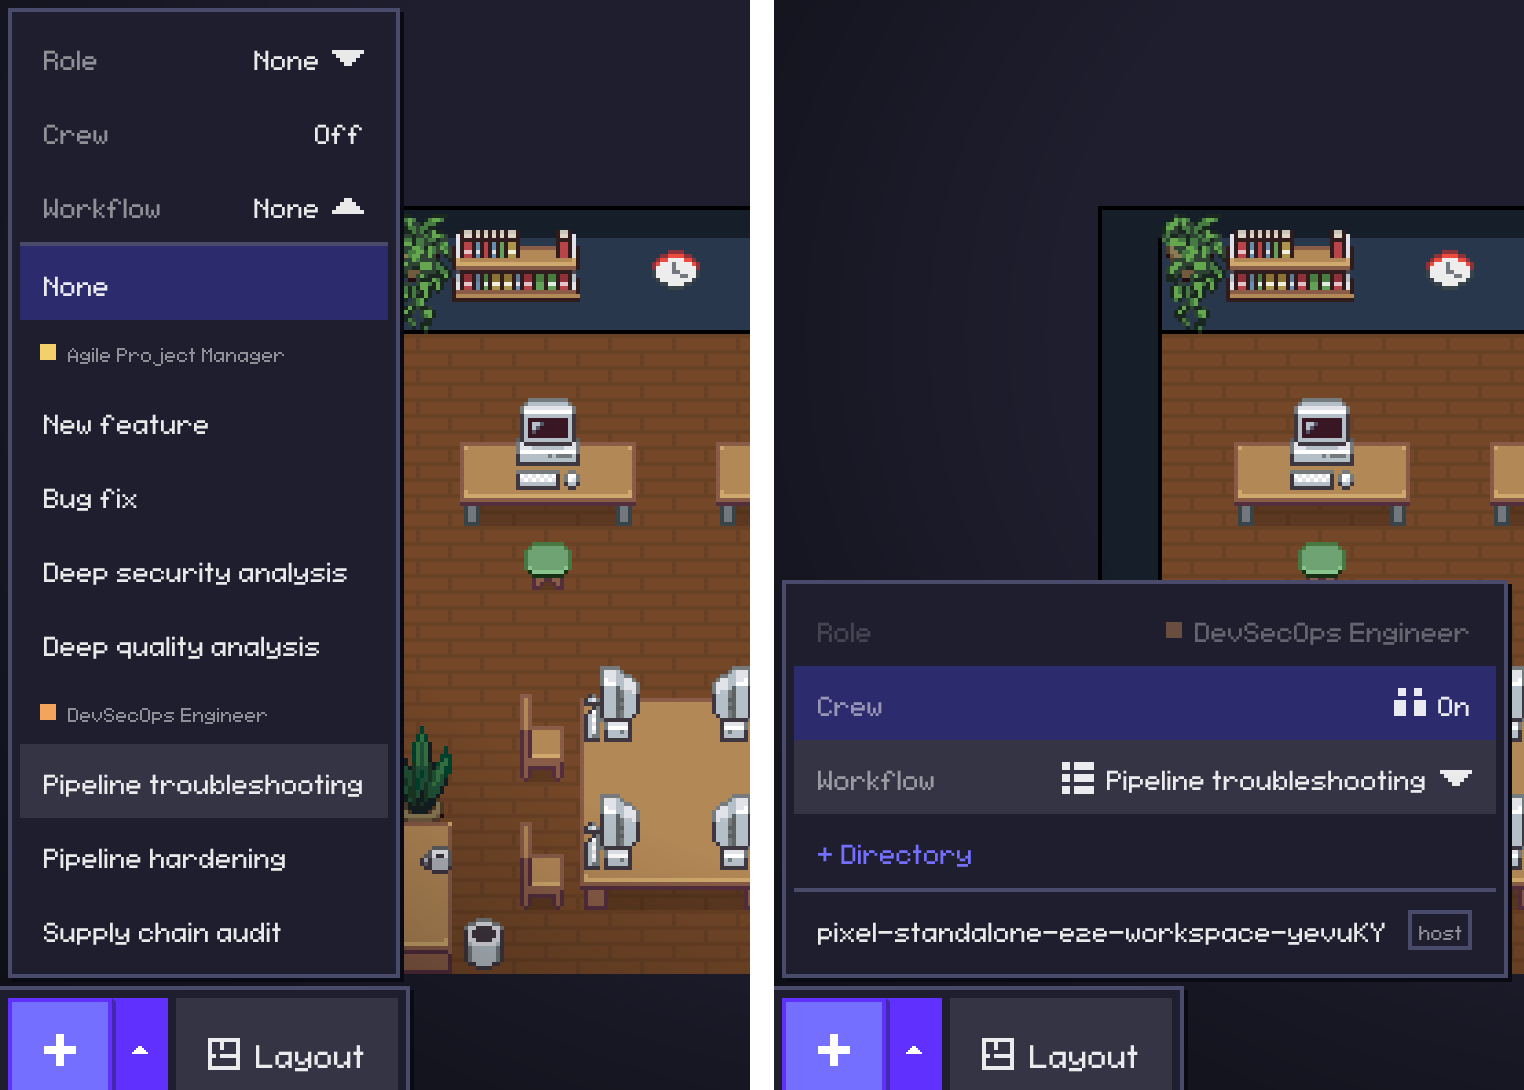 Role None
Crew Off
Workflow None
None
Agile Project Manager
New feature
Bug fix
Deep security analysis
Deep quality analysis
DevSecOps Engineer
Pipeline troubleshooting
Pipeline hardening
Supply chain audit
+ Layout
Role DevSecOps Engineer
Crew On
Workflow Pipeline troubleshooting
+ Directory
pixel-standalone-eze-workspace-yevuKY host
+ Layout